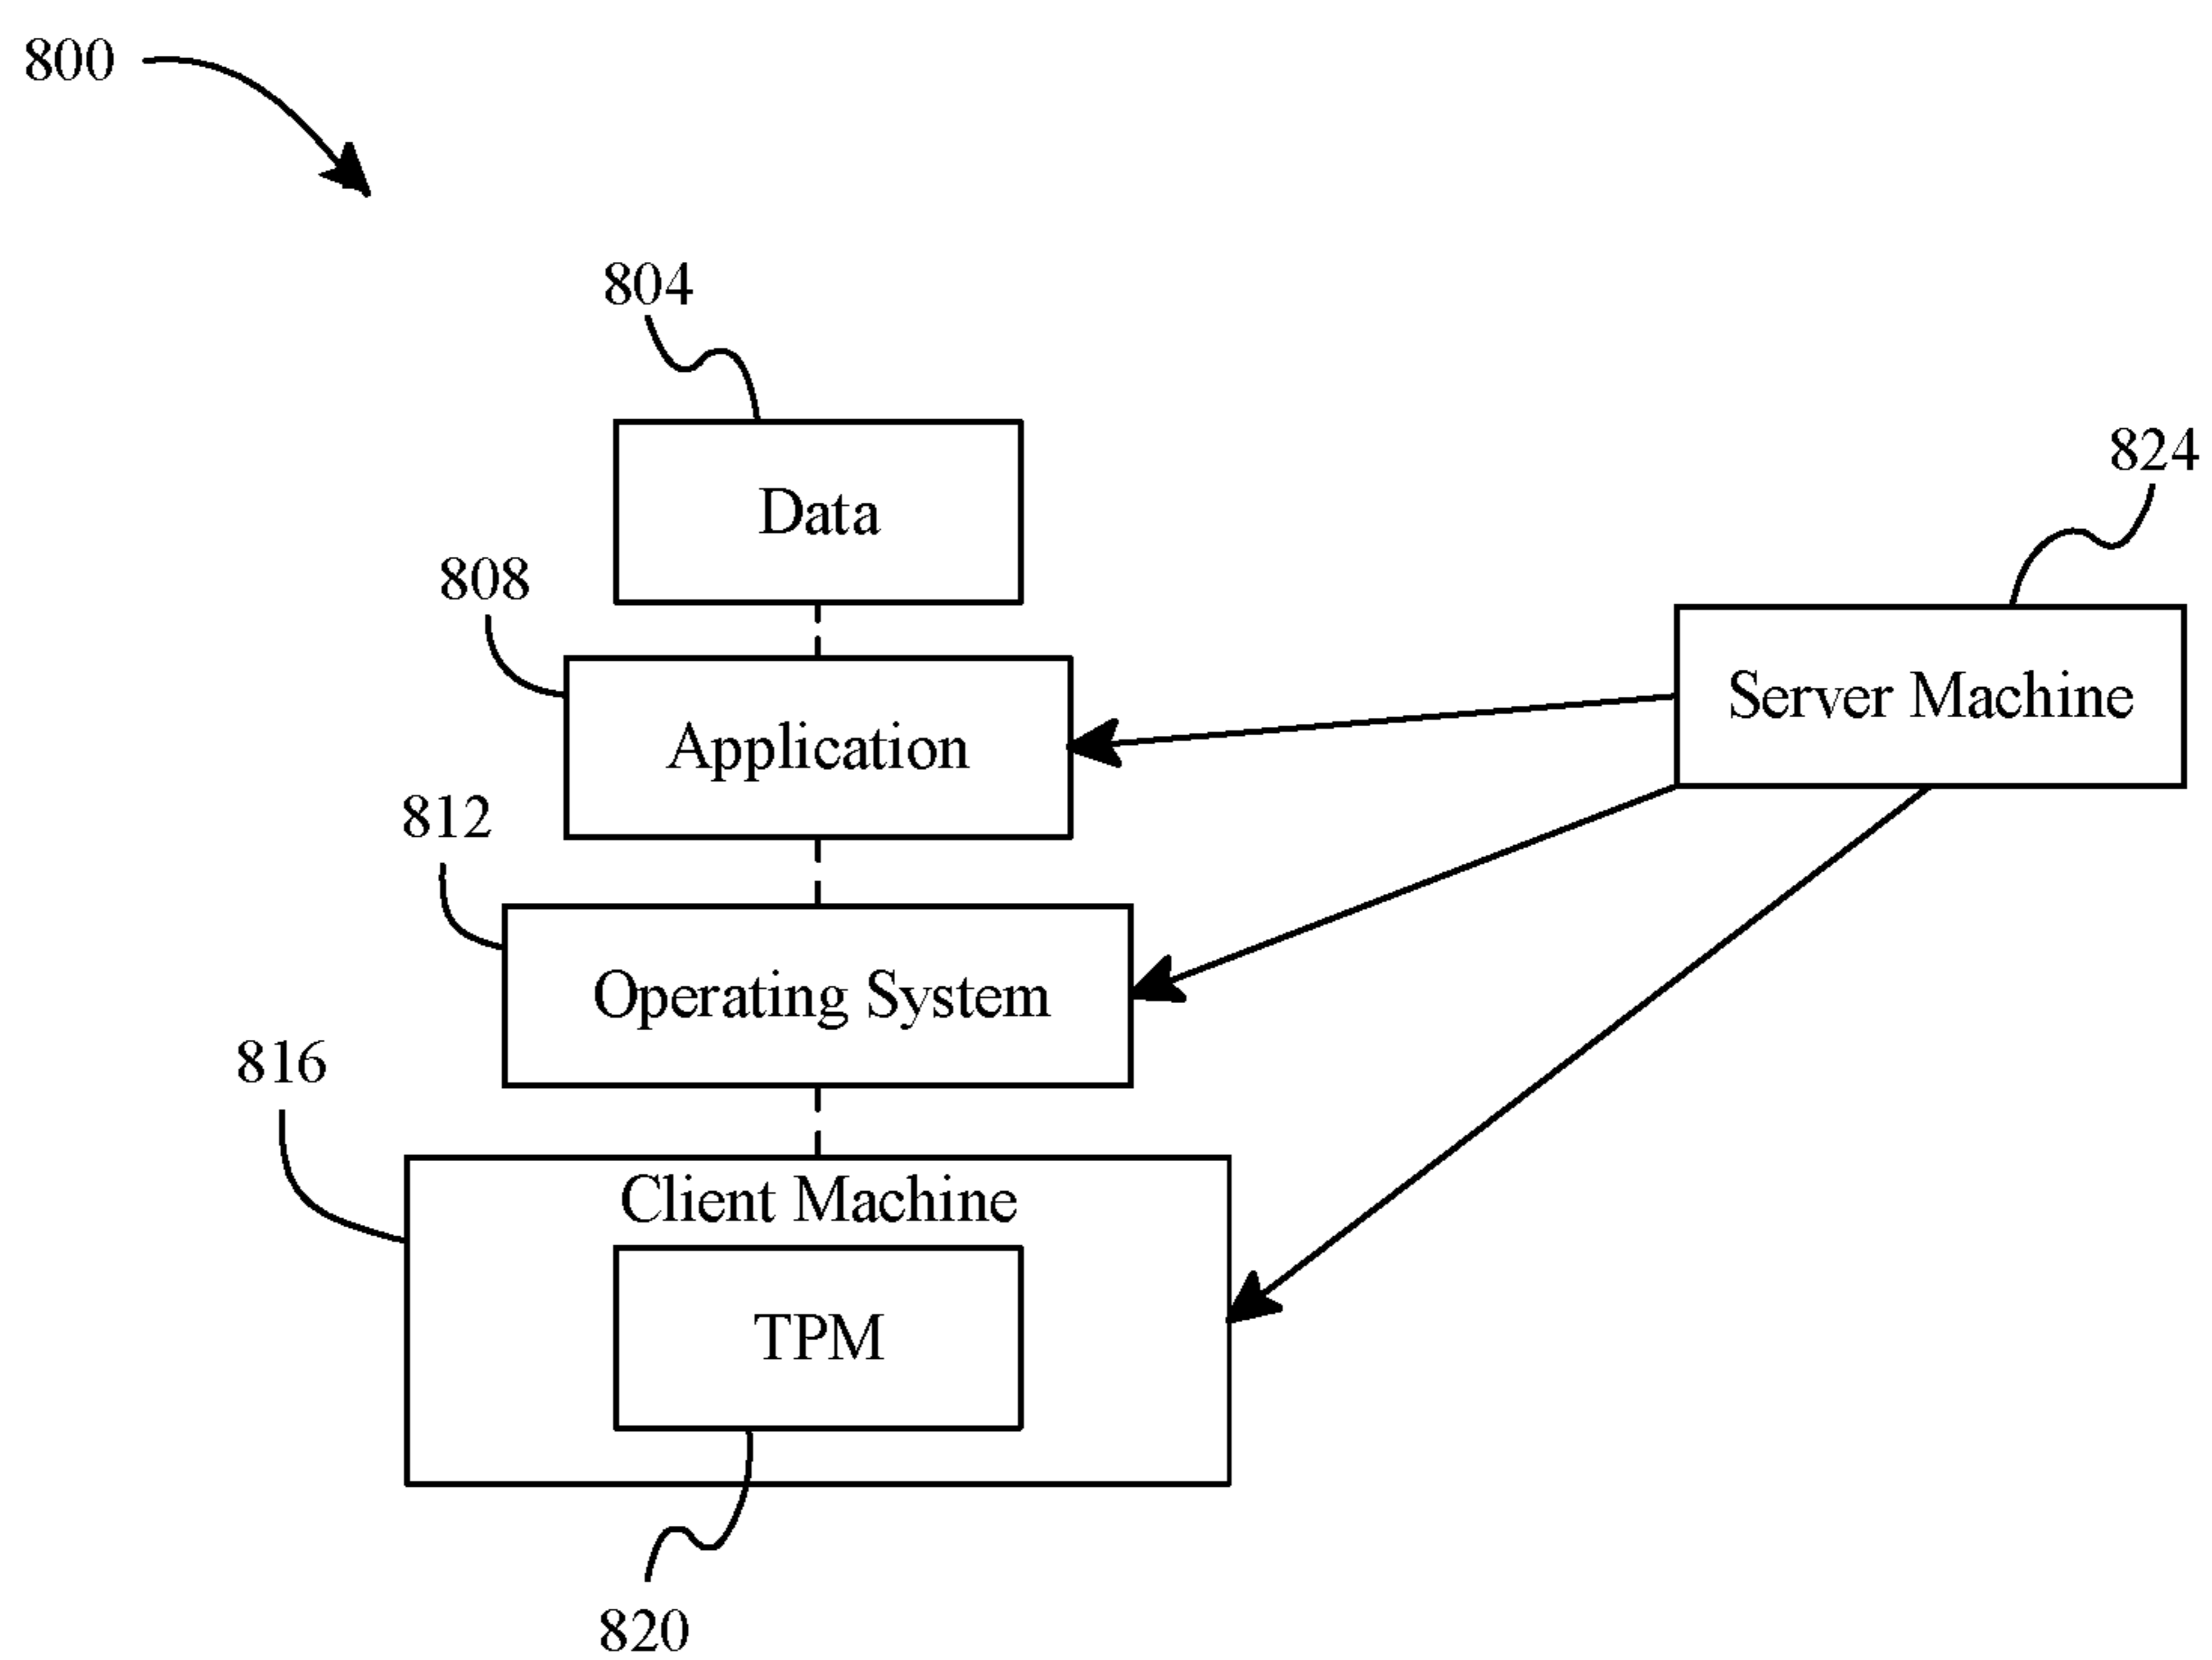 800
804
Data
824
808
Server Machine
Application
812
Operating System
816
Client Machine
TPM
820